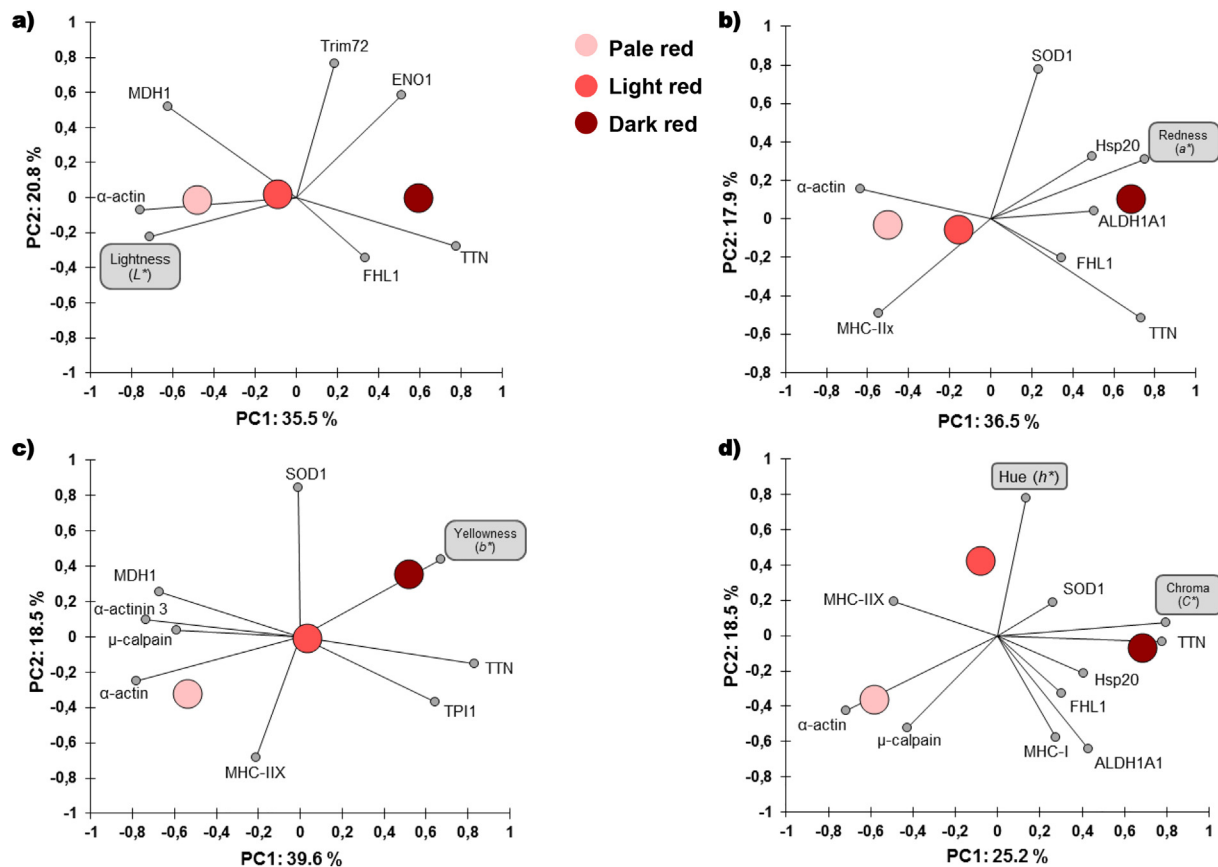 a)
1
0,8
0,6
0,4
0,2
0
-0,2
-0,4
-0,6
-0,8
-1
PC2: 20.8 %
Trim72
ENO1
MDH1
α-actin
Lightness
(L*)
FHL1
TTN
-1 -0,8 -0,6 -0,4 -0,2 0 0,2 0,4 0,6 0,8 1
PC1: 35.5 %
Pale red
Light red
Dark red
b)
1
0,8
0,6
0,4
0,2
0
-0,2
-0,4
-0,6
-0,8
PC2: 17.9 %
SOD1
Hsp20
Redness
(a*)
α-actin
ALDH1A1
FHL1
MHC-IIx
TTN
-1 -0,8 -0,6 -0,4 -0,2 0 0,2 0,4 0,6 0,8 1
PC1: 36.5 %
c)
1
0,8
0,6
0,4
0,2
0
-0,2
-0,4
-0,6
-0,8
-1
PC2: 18.5 %
SOD1
Yellowness
(b*)
MDH1
α-actinin 3
μ-calpain
α-actin
TTN
TPI1
MHC-IIX
-1 -0,8 -0,6 -0,4 -0,2 0 0,2 0,4 0,6 0,8 1
PC1: 39.6 %
d)
1
0,8
0,6
0,4
0,2
0
-0,2
-0,4
-0,6
-0,8
-1
PC2: 18.5 %
Hue (h*)
SOD1
Chroma
(C*)
MHC-IIX
TTN
Hsp20
FHL1
α-actin
μ-calpain
MHC-I
ALDH1A1
-1 -0,8 -0,6 -0,4 -0,2 0 0,2 0,4 0,6 0,8 1
PC1: 25.2 %